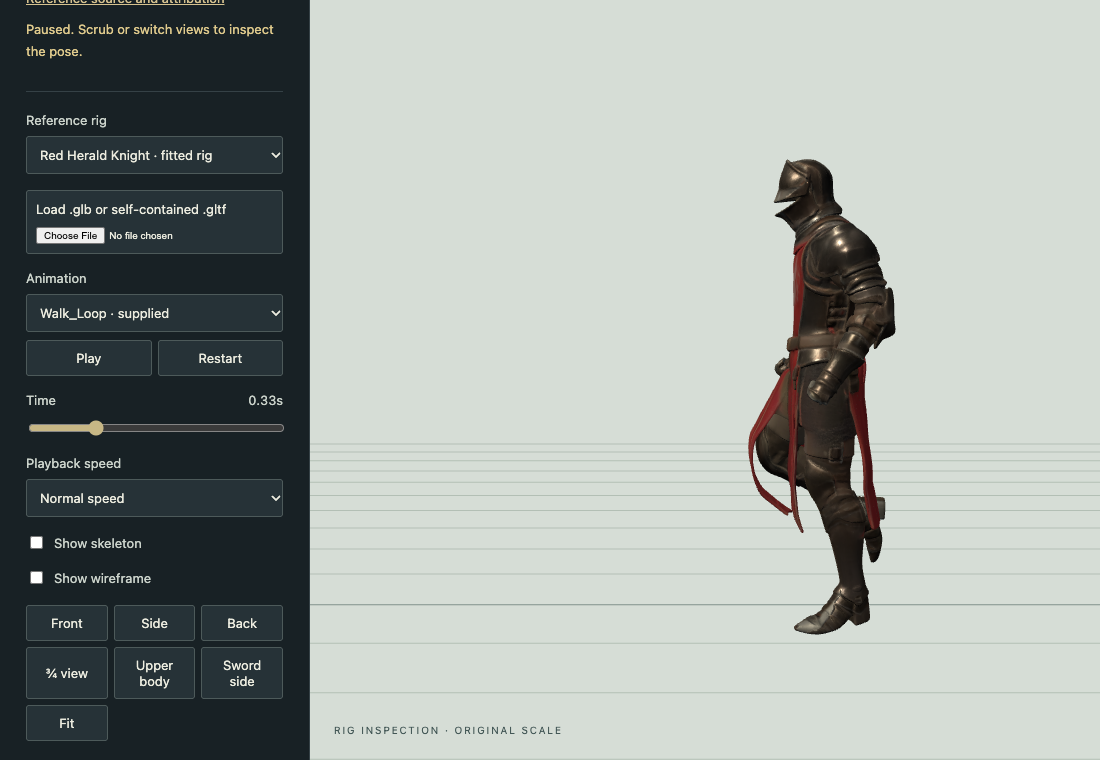 Reference source and attribution
Paused. Scrub or switch views to inspect
the pose.
Reference rig
Red Herald Knight · fitted rig
Load .glb or self-contained .gltf
Choose File No file chosen
Animation
Walk_Loop · supplied
Play
Restart
Time
0.33s
Playback speed
Normal speed
Show skeleton
Show wireframe
Front
Side
Back
¾ view
Upper
body
Sword
side
Fit
RIG INSPECTION · ORIGINAL SCALE